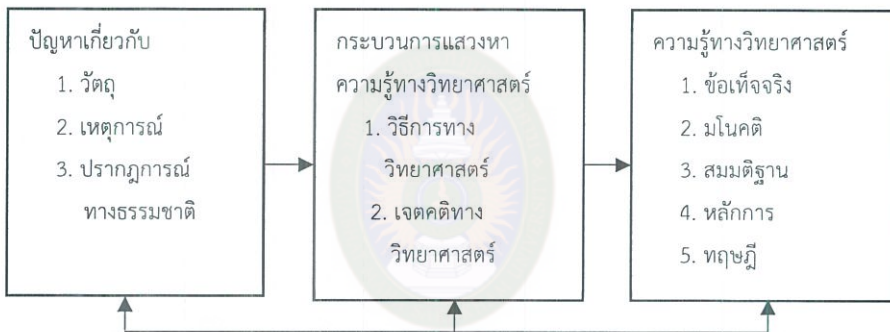 ปัญหาเกี่ยวกับ
1. วัตถุ
2. เหตุการณ์
3. ปรากฏการณ์
ทางธรรมชาติ
กระบวนการแสวงหา
ความรู้ทางวิทยาศาสตร์
1. วิธีการทาง
วิทยาศาสตร์
2. เจตคติทาง
วิทยาศาสตร์
ความรู้ทางวิทยาศาสตร์
1. ข้อเท็จจริง
2. มโนคติ
3. สมมติฐาน
4. หลักการ
5. ทฤษฎี